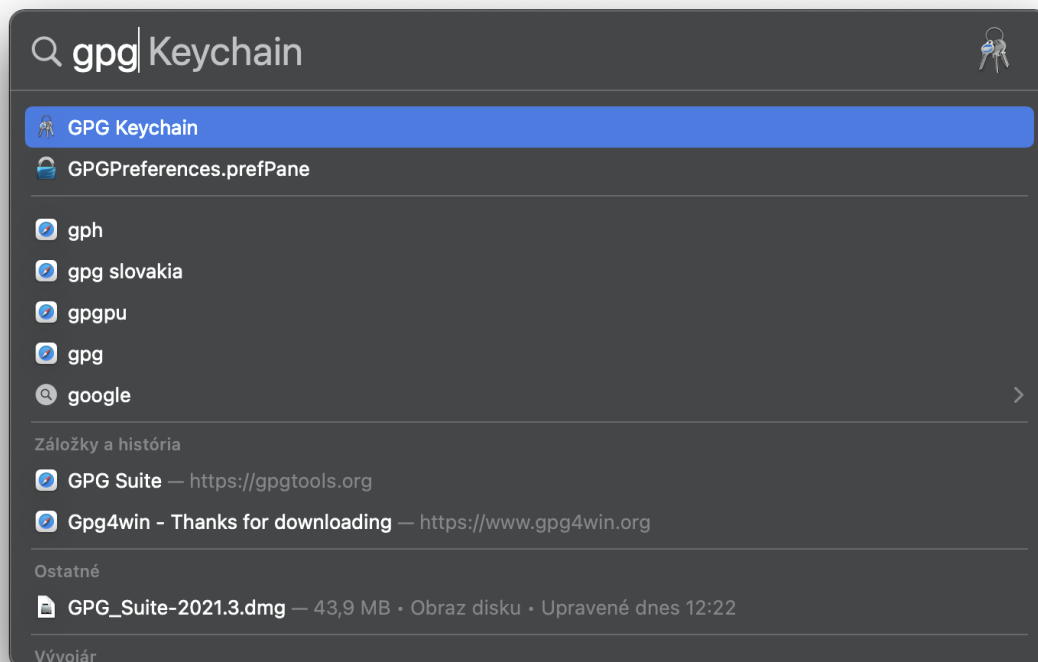 gpg Keychain
GPG Keychain
GPGPreferences.prefPane
gph
gpg slovakia
gpgpu
gpg
google
Záložky a história
GPG Suite — https://gpgtools.org
Gpg4win - Thanks for downloading — https://www.gpg4win.org
Ostatné
GPG_Suite-2021.3.dmg — 43,9 MB • Obraz disku • Upravené dnes 12:22
Vývojár